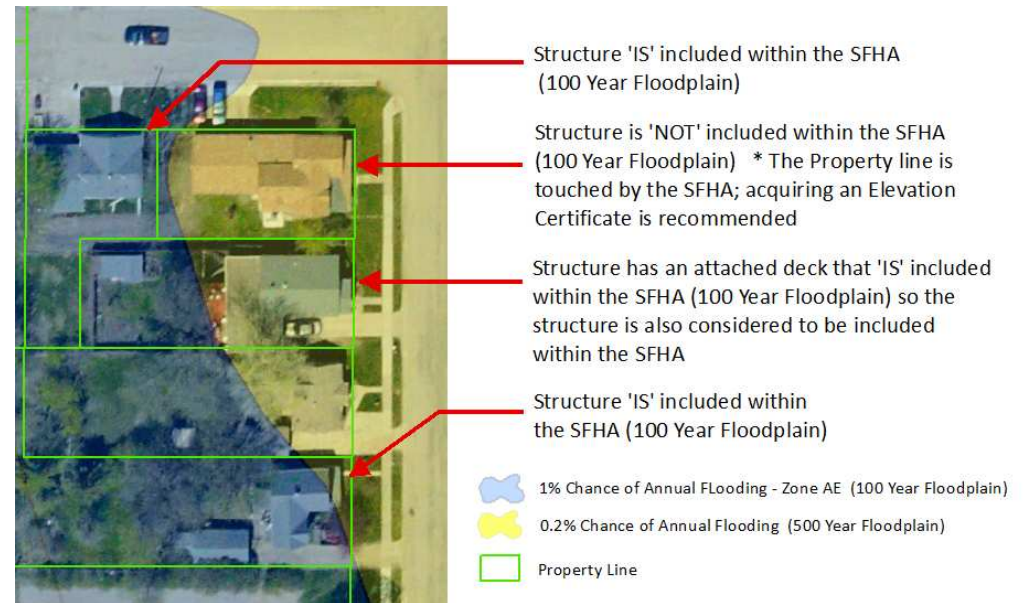 Structure 'IS' included within the SFHA
(100 Year Floodplain)
Structure is 'NOT' included within the SFHA
(100 Year Floodplain)   * The Property line is
touched by the SFHA; acquiring an Elevation
Certificate is recommended
Structure has an attached deck that 'IS' included
within the SFHA (100 Year Floodplain) so the
structure is also considered to be included
within the SFHA
Structure 'IS' included within
the SFHA (100 Year Floodplain)
1% Chance of Annual FLooding - Zone AE  (100 Year Floodplain)
0.2% Chance of Annual Flooding  (500 Year Floodplain)
Property Line